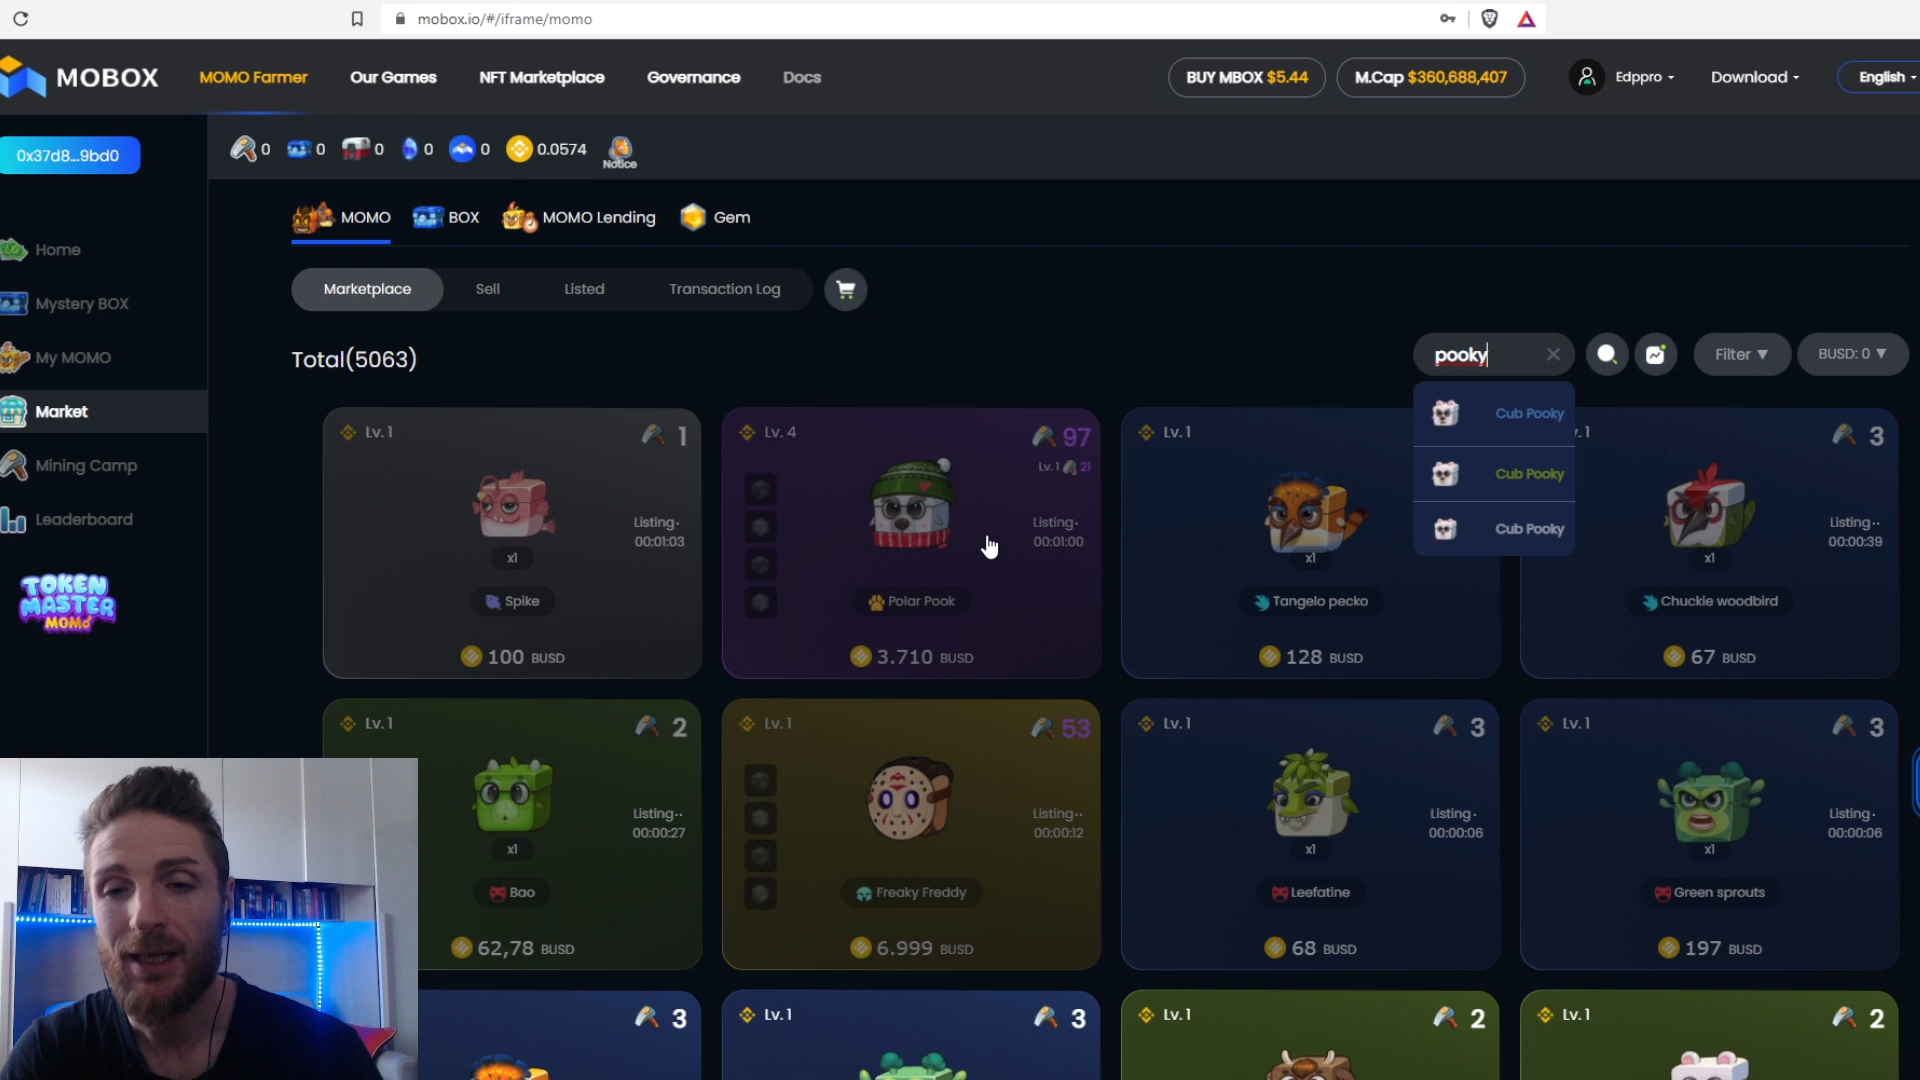 mobox.io/#/iframe/momo
MOBOX
MOMO Farmer
Our Games
NFT Marketplace
Governance
Docs
BUY MBOX $5.44
M.Cap $360,688,407
Edppro
Download
English
0x37d8...9bd0
0
0
0
0
0
0.0574
Notice
MOMO
BOX
MOMO Lending
Gem
Home
Mystery BOX
My MOMO
Market
Mining Camp
Leaderboard
TOKEN
MASTER
MOMO
Marketplace
Sell
Listed
Transaction Log
Total(5063)
pooky
Filter ▼
BUSD: 0 ▼
Cub Pooky
Cub Pooky
Cub Pooky
Lv. 1
1
Listing·
00:01:03
x1
Spike
100 BUSD
Lv. 4
97
Lv. 1 21
Listing·
00:01:00
Polar Pook
3.710 BUSD
Lv. 1
Tangelo pecko
x1
128 BUSD
.1
3
Listing··
00:00:39
x1
Chuckie woodbird
67 BUSD
Lv. 1
2
Listing··
00:00:27
x1
Bao
62,78 BUSD
Lv. 1
53
Listing··
00:00:12
Freaky Freddy
6.999 BUSD
Lv. 1
3
Listing·
00:00:06
x1
Leefatine
68 BUSD
Lv. 1
3
Listing·
00:00:06
x1
Green sprouts
197 BUSD
3
Lv. 1
3
Lv. 1
2
Lv. 1
2